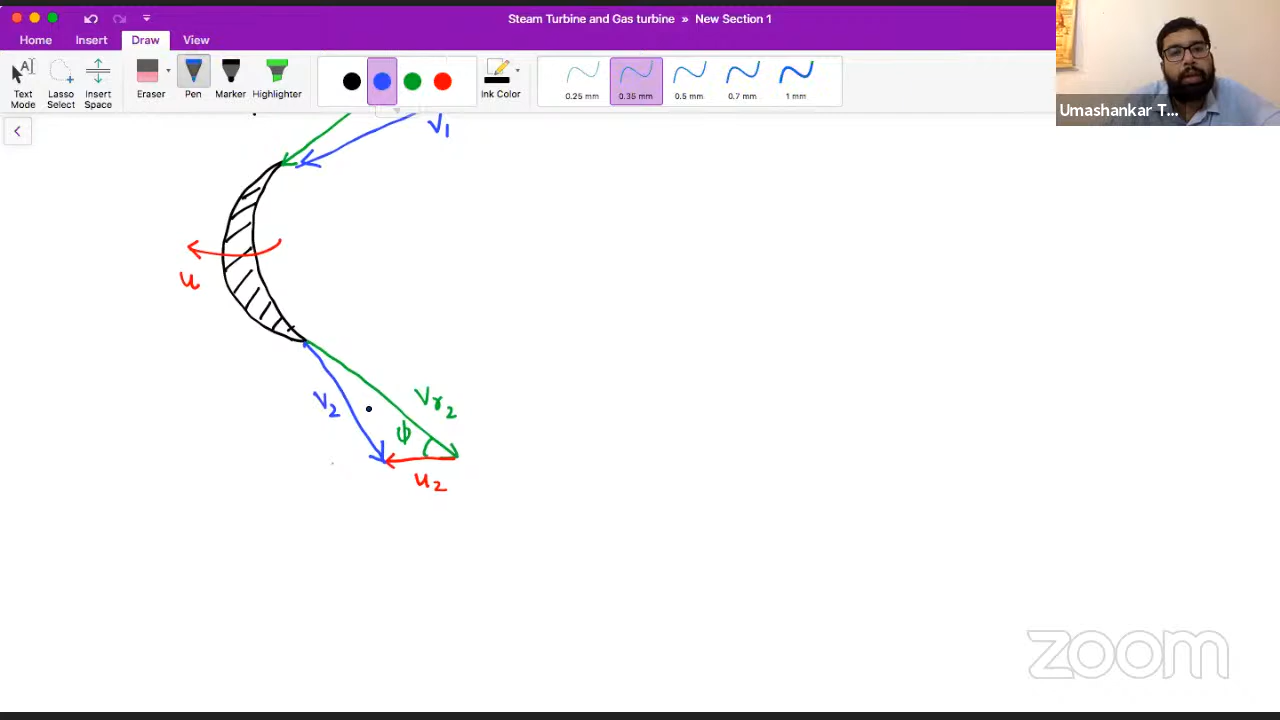 Steam Turbine and Gas turbine » New Section 1
Home Insert Draw View
Text Mode
Lasso Select
Insert Space
Eraser
Pen
Marker
Highlighter
Ink Color
0.25 mm
0.35 mm
0.5 mm
0.7 mm
1 mm
Umashankar T...
V1
u
V2
Vr2
φ
u2
zoom